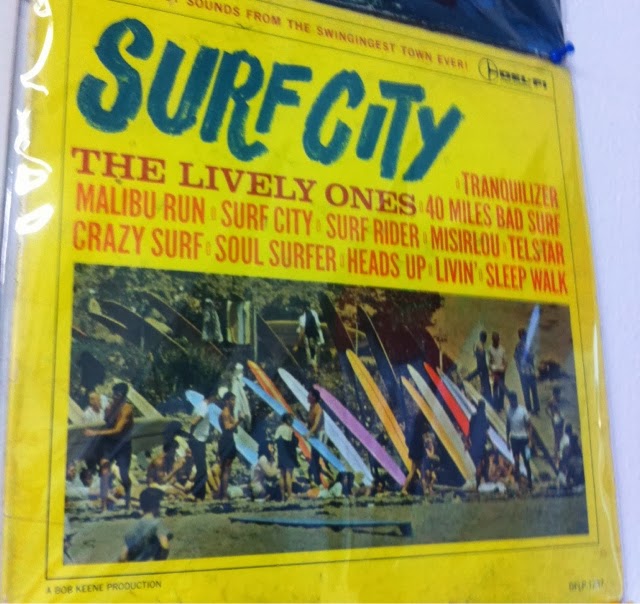 SOUNDS FROM THE SWINGINGEST TOWN EVER! DEL-FI
SURF CITY
THE LIVELY ONES TRANQUILIZER
40 MILES BAD SURF
MALIBU RUN SURF CITY SURF RIDER MISIRLOU TELSTAR
CRAZY SURF SOUL SURFER HEADS UP LIVIN' SLEEP WALK
A BOB KEENE PRODUCTION